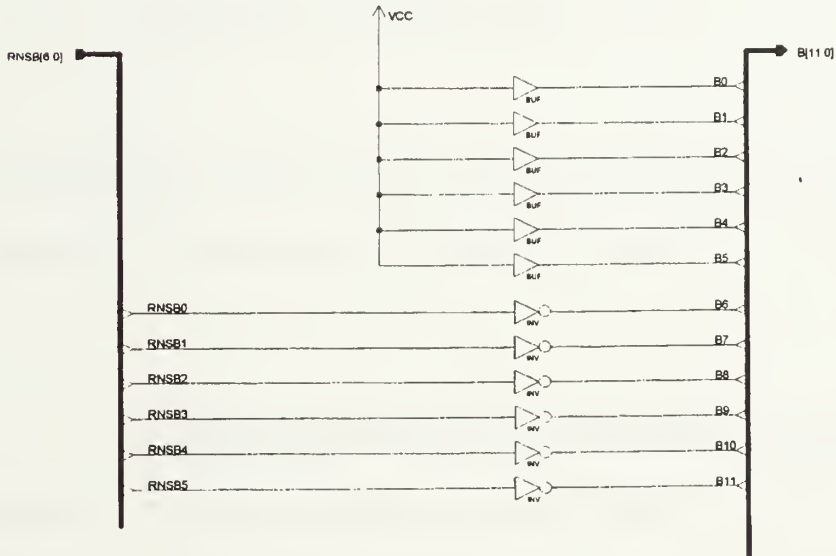 VCC
RNSB[6 0]
B[11 0]
B0
BUF
B1
BUF
B2
BUF
B3
BUF
B4
BUF
B5
BUF
RNSB0
B6
INV
RNSB1
B7
INV
RNSB2
B8
INV
RNSB3
B9
INV
RNSB4
B10
INV
RNSB5
B11
INV